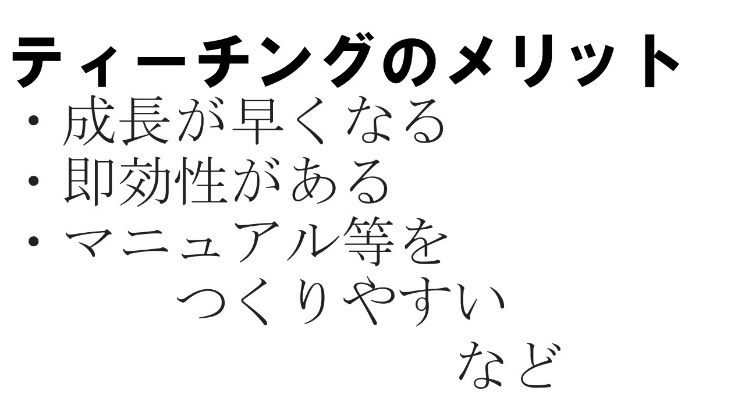 ティーチングのメリット
・成長が早くなる
・即効性がある
・マニュアル等を
つくりやすい
など